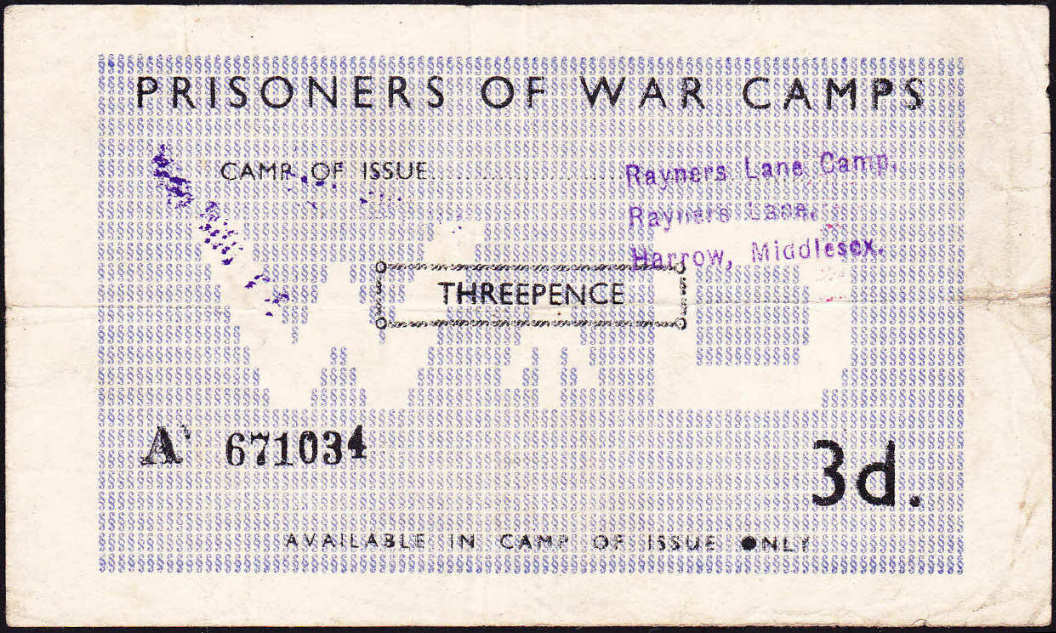 PRISONERS OF WAR CAMPS
CAMP OF ISSUE....................Rayners Lane Camp,
Rayners Lane,
Harrow, Middlesex.
THREEPENCE
W D
A 671034
3d.
AVAILABLE IN CAMP OF ISSUE ONLY